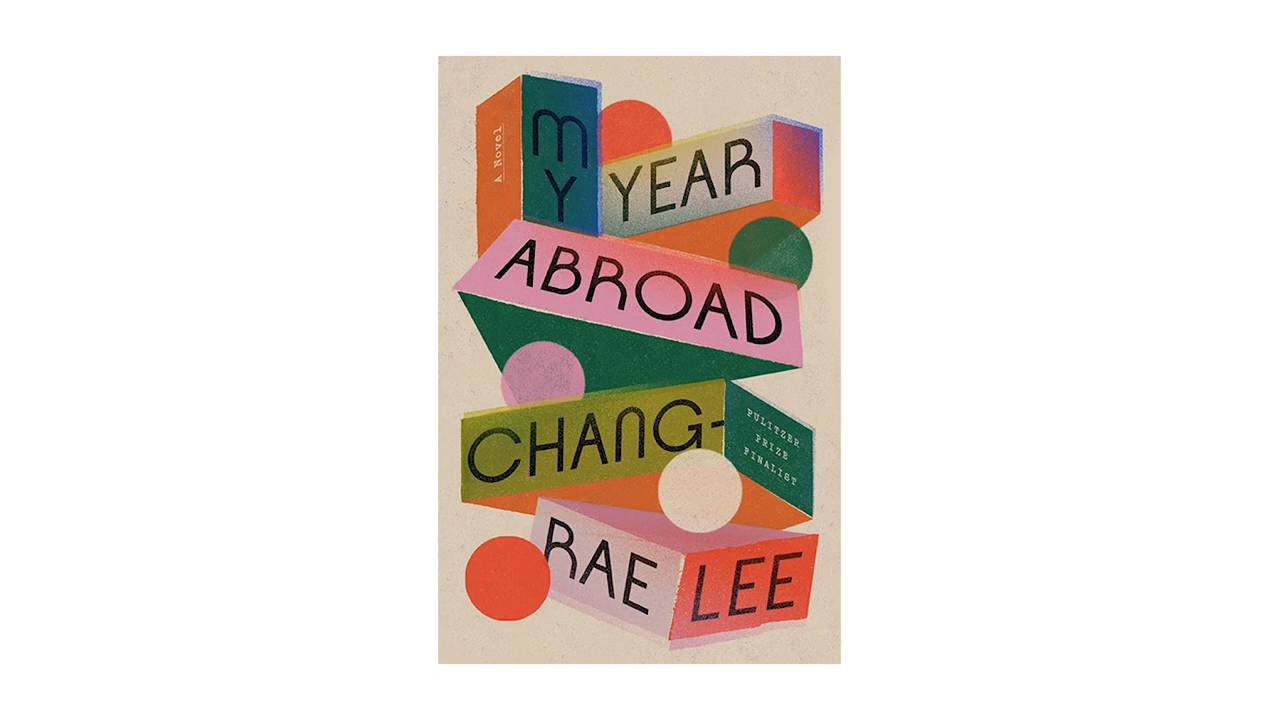 A Novel
MY
YEAR
ABROAD
CHANG-
PULITZER
PRIZE
FINALIST
RAE LEE